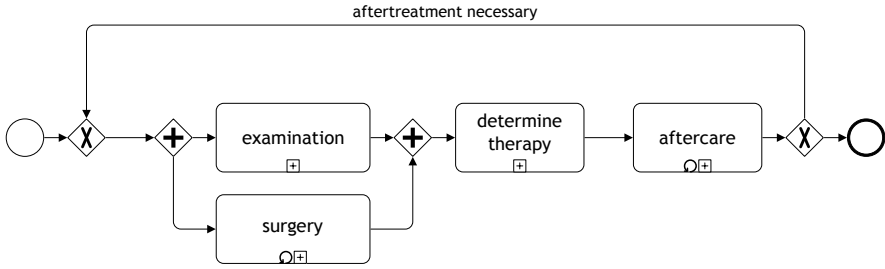 aftertreatment necessary
examination
determine
therapy
aftercare
surgery